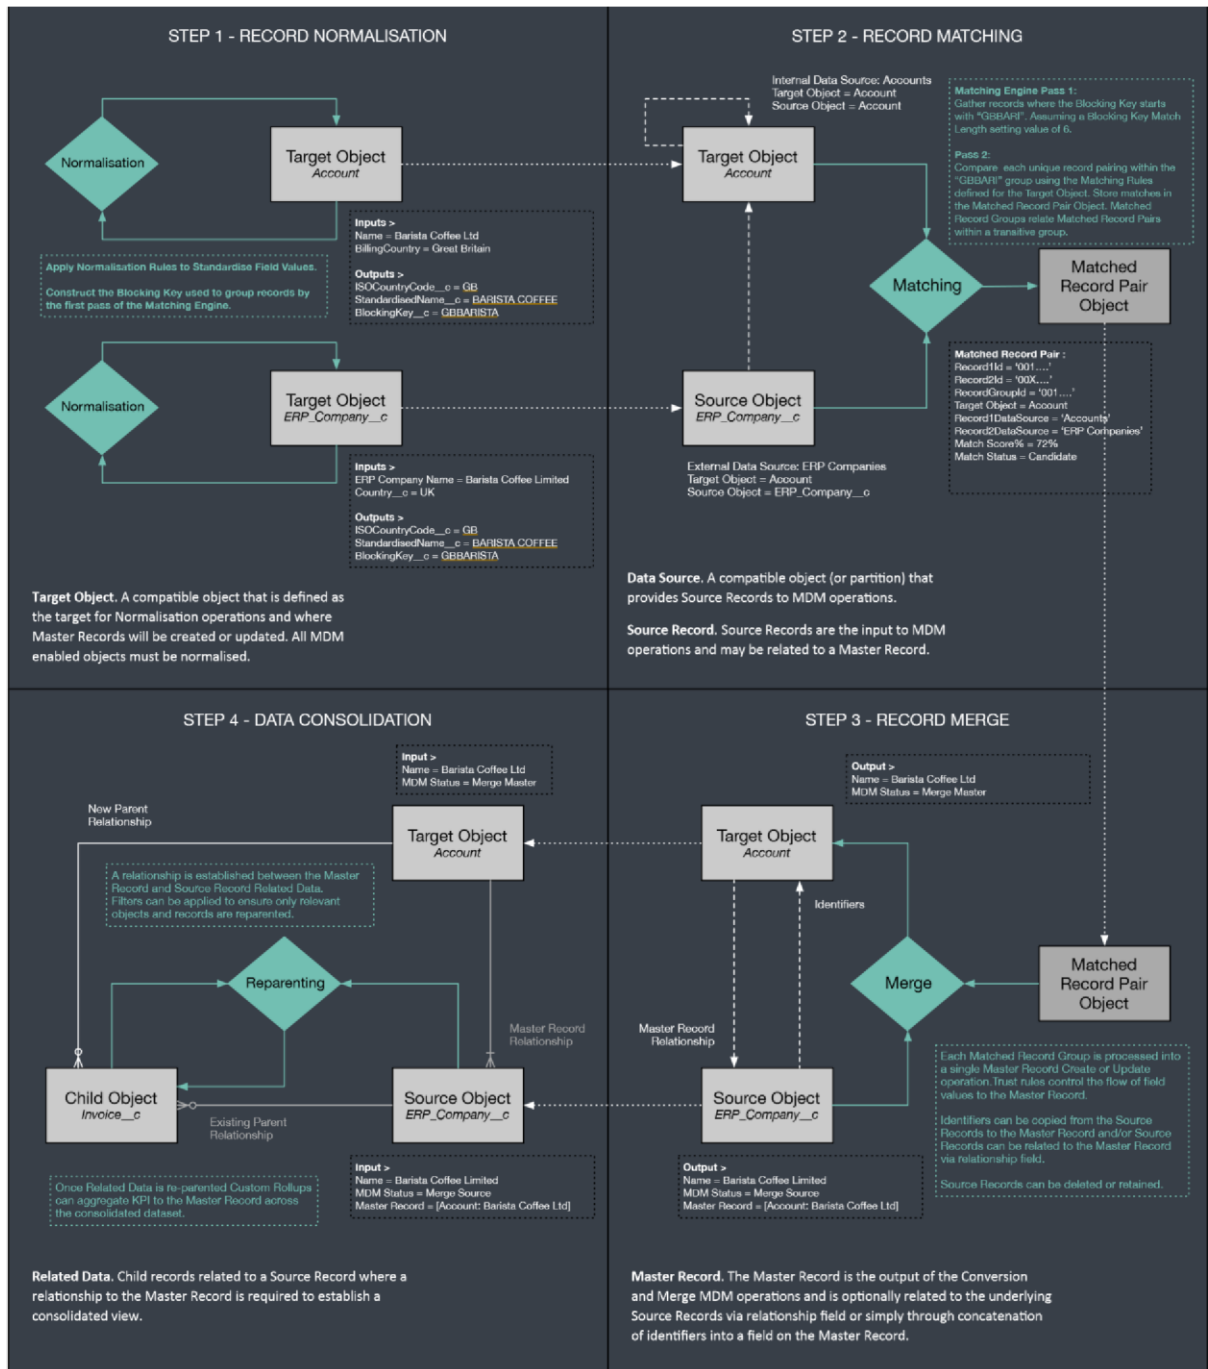 STEP 1 - RECORD NORMALISATION
Normalisation
Target Object
Account
Inputs >
Name = Barista Coffee Ltd
BillingCountry = Great Britain
Outputs >
ISOCountryCode__c = GB
StandardisedName__c = BARISTA COFFEE
BlockingKey__c = GBBARISTA
Apply Normalisation Rules to Standardise Field Values.
Construct the Blocking Key used to group records by
the first pass of the Matching Engine.
Normalisation
Target Object
ERP_Company__c
Inputs >
ERP Company Name = Barista Coffee Limited
Country__c = UK
Outputs >
ISOCountryCode__c = GB
StandardisedName__c = BARISTA COFFEE
BlockingKey__c = GBBARISTA
Target Object. A compatible object that is defined as
the target for Normalisation operations and where
Master Records will be created or updated. All MDM
enabled objects must be normalised.
STEP 2 - RECORD MATCHING
Internal Data Source: Accounts
Target Object = Account
Source Object = Account
Target Object
Account
Matching Engine Pass 1:
Gather records where the Blocking Key starts
with "GBBARI". Assuming a Blocking Key Match
Length setting value of 6.
Pass 2:
Compare each unique record pairing within the
"GBBARI" group using the Matching Rules
defined for the Target Object. Store matches in
the Matched Record Pair Object. Matched
Record Groups relate Matched Record Pairs
within a transitive group.
Matching
Matched
Record Pair
Object
Source Object
ERP_Company__c
Matched Record Pair :
Record1Id = '001....'
Record2Id = '00X....'
RecordGroupId = '001....'
Target Object = Account
Record1DataSource = 'Accounts'
Record2DataSource = 'ERP Companies'
Match Score% = 72%
Match Status = Candidate
External Data Source: ERP Companies
Target Object = Account
Source Object = ERP_Company__c
Data Source. A compatible object (or partition) that
provides Source Records to MDM operations.
Source Record. Source Records are the input to MDM
operations and may be related to a Master Record.
STEP 4 - DATA CONSOLIDATION
Input >
Name = Barista Coffee Ltd
MDM Status = Merge Master
New Parent
Relationship
Target Object
Account
A relationship is established between the Master
Record and Source Record Related Data.
Filters can be applied to ensure only relevant
objects and records are reparented.
Reparenting
Master Record
Relationship
Child Object
Invoice__c
Existing Parent
Relationship
Source Object
ERP_Company__c
Input >
Name = Barista Coffee Limited
MDM Status = Merge Source
Master Record = [Account: Barista Coffee Ltd]
Once Related Data is re-parented Custom Rollups
can aggregate KPI to the Master Record across
the consolidated dataset.
Related Data. Child records related to a Source Record where a
relationship to the Master Record is required to establish a
consolidated view.
STEP 3 - RECORD MERGE
Output >
Name = Barista Coffee Ltd
MDM Status = Merge Master
Target Object
Account
Identifiers
Merge
Matched
Record Pair
Object
Master Record
Relationship
Source Object
ERP_Company__c
Each Matched Record Group is processed into
a single Master Record Create or Update
operation.Trust rules control the flow of field
values to the Master Record.
Identifiers can be copied from the Source
Records to the Master Record and/or Source
Records can be related to the Master Record
via relationship field.
Source Records can be deleted or retained.
Output >
Name = Barista Coffee Limited
MDM Status = Merge Source
Master Record = [Account: Barista Coffee Ltd]
Master Record. The Master Record is the output of the Conversion
and Merge MDM operations and is optionally related to the underlying
Source Records via relationship field or simply through concatenation
of identifiers into a field on the Master Record.